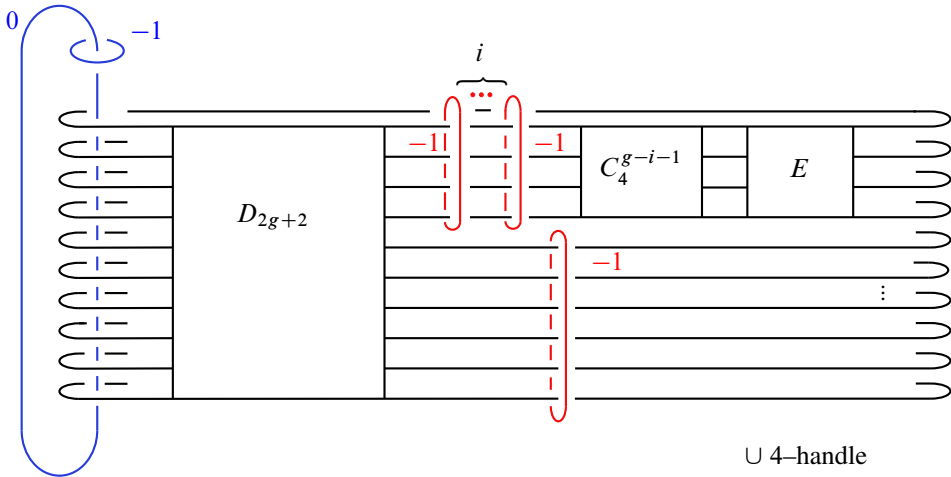 0
−1
i
•••
−1
−1
C_4^{g−i−1}
E
D_{2g+2}
−1
⋮
∪ 4–handle